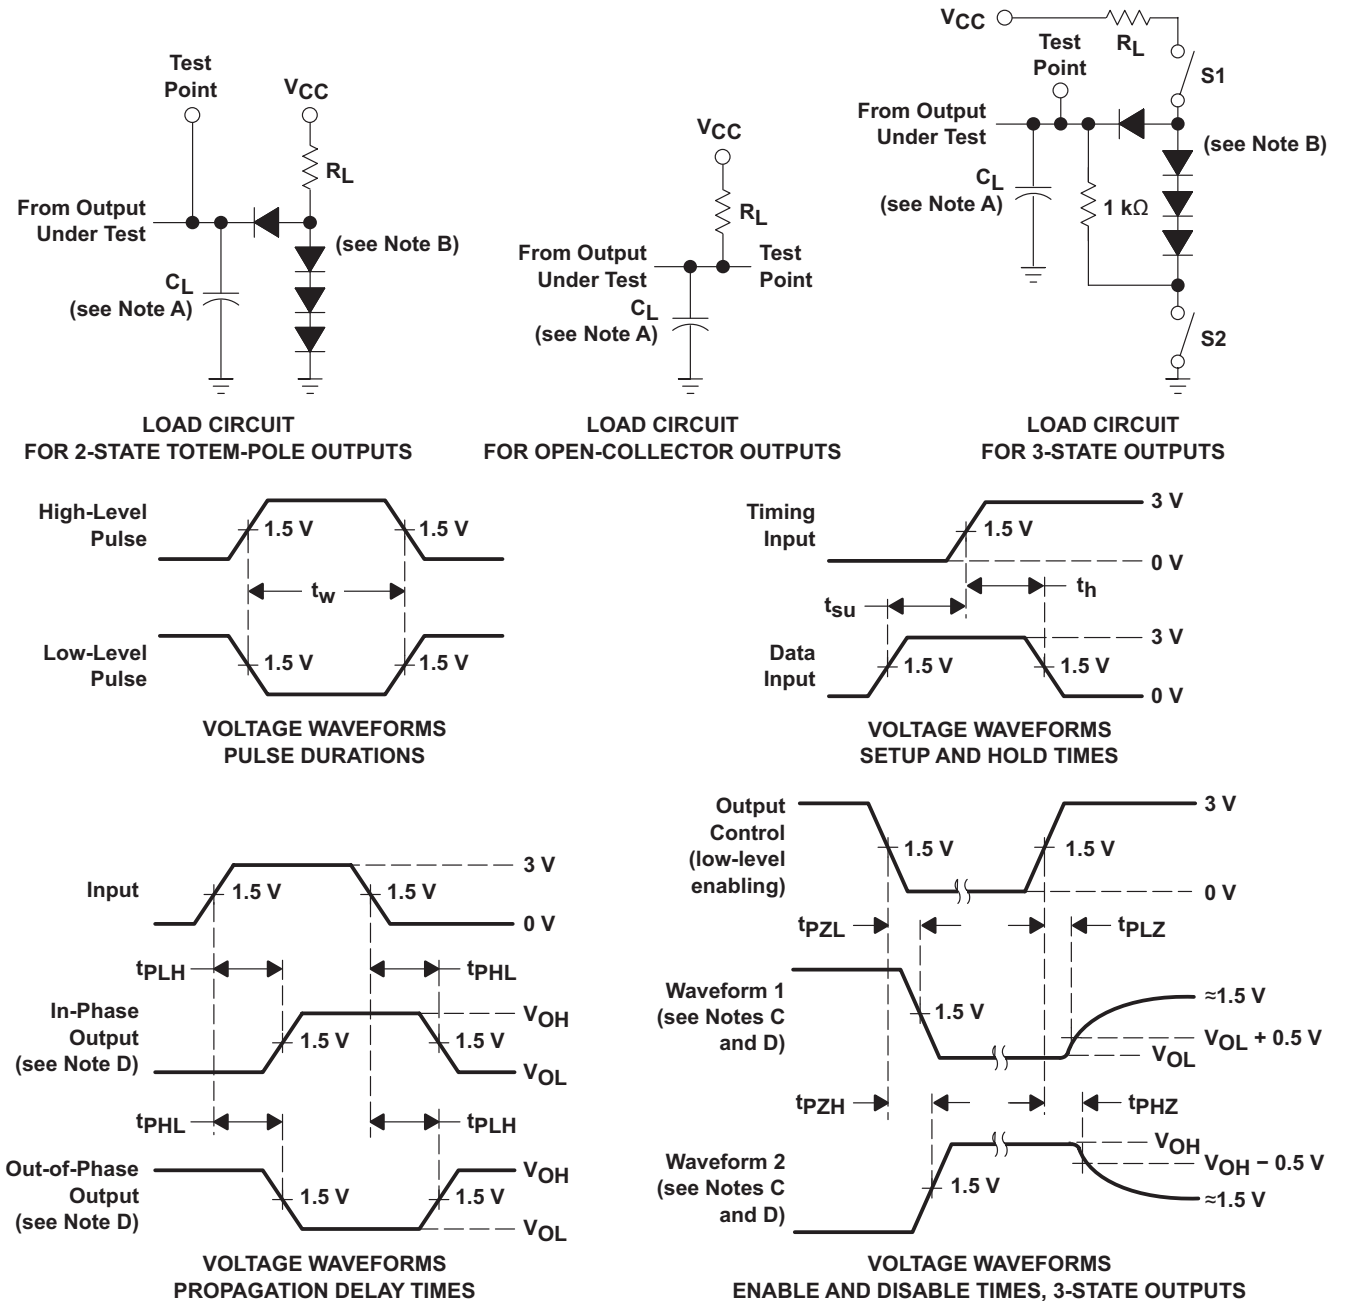 Test
Point
VCC
RL
From Output
Under Test
(see Note B)
CL
(see Note A)
LOAD CIRCUIT
FOR 2-STATE TOTEM-POLE OUTPUTS
VCC
RL
From Output
Under Test
Test
Point
CL
(see Note A)
LOAD CIRCUIT
FOR OPEN-COLLECTOR OUTPUTS
VCC
RL
Test
Point
S1
From Output
Under Test
(see Note B)
CL
(see Note A)
1 kΩ
S2
LOAD CIRCUIT
FOR 3-STATE OUTPUTS
High-Level
Pulse
1.5 V
1.5 V
tw
Low-Level
Pulse
1.5 V
1.5 V
VOLTAGE WAVEFORMS
PULSE DURATIONS
Timing
Input
1.5 V
3 V
0 V
th
tsu
Data
Input
1.5 V
1.5 V
3 V
0 V
VOLTAGE WAVEFORMS
SETUP AND HOLD TIMES
Input
1.5 V
1.5 V
3 V
0 V
tPLH
tPHL
In-Phase
Output
(see Note D)
1.5 V
1.5 V
VOH
VOL
tPHL
tPLH
Out-of-Phase
Output
(see Note D)
1.5 V
1.5 V
VOH
VOL
VOLTAGE WAVEFORMS
PROPAGATION DELAY TIMES
Output
Control
(low-level
enabling)
1.5 V
1.5 V
3 V
0 V
tPZL
tPLZ
Waveform 1
(see Notes C
and D)
1.5 V
≈1.5 V
VOL + 0.5 V
VOL
tPZH
tPHZ
Waveform 2
(see Notes C
and D)
1.5 V
VOH
VOH − 0.5 V
≈1.5 V
VOLTAGE WAVEFORMS
ENABLE AND DISABLE TIMES, 3-STATE OUTPUTS